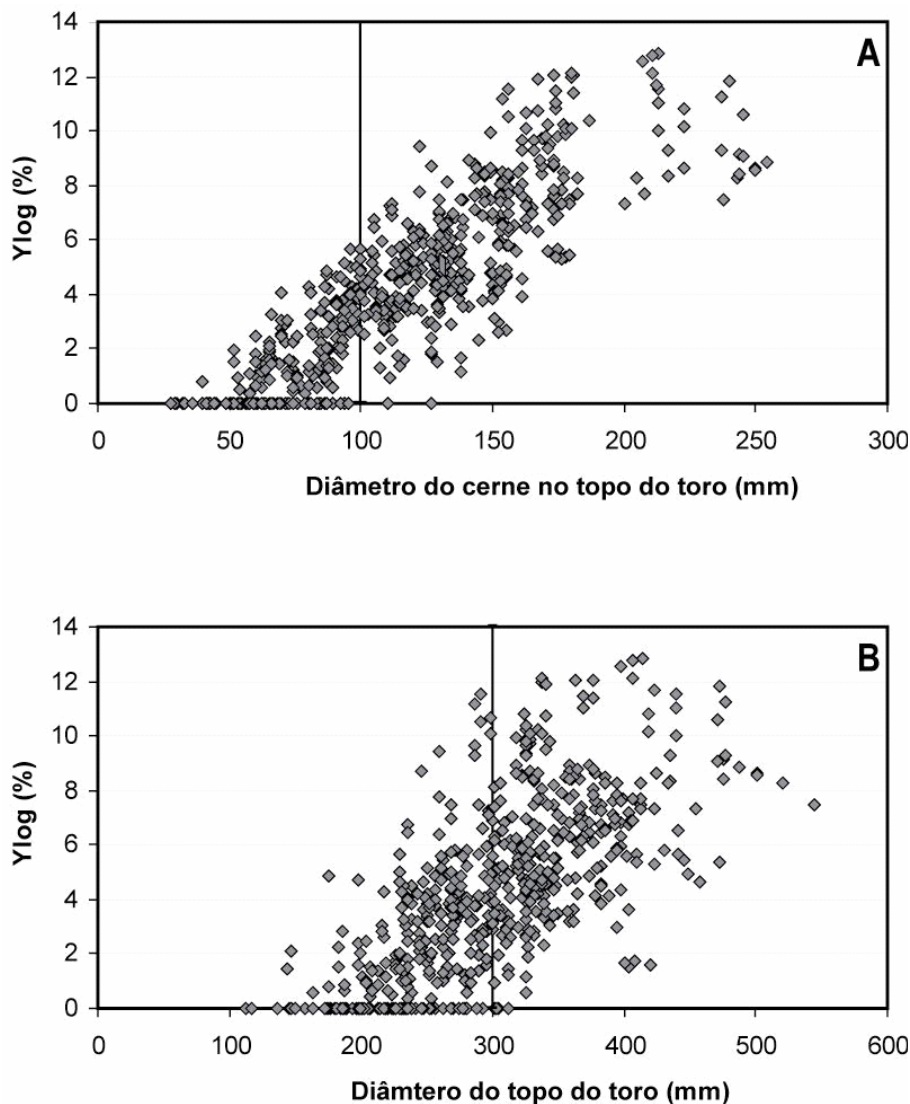 14
A
12
10
8
6
4
2
0
Ylog (%)
0 50 100 150 200 250 300
Diâmetro do cerne no topo do toro (mm)
14
B
12
10
8
6
4
2
0
Ylog (%)
0 100 200 300 400 500 600
Diâmtero do topo do toro (mm)